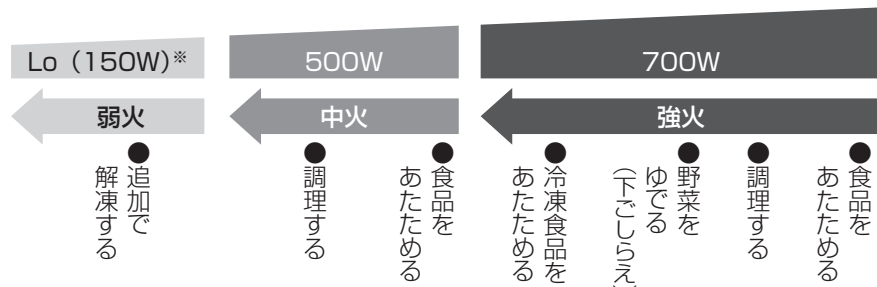 Lo（150W）※
500W
700W
弱火
中火
強火
●追加で
解凍する
●調理する
●食品を
あたためる
●冷凍食品を
あたためる
●野菜を
ゆでる
（下ごしらえ）
●調理する
●食品を
あたためる